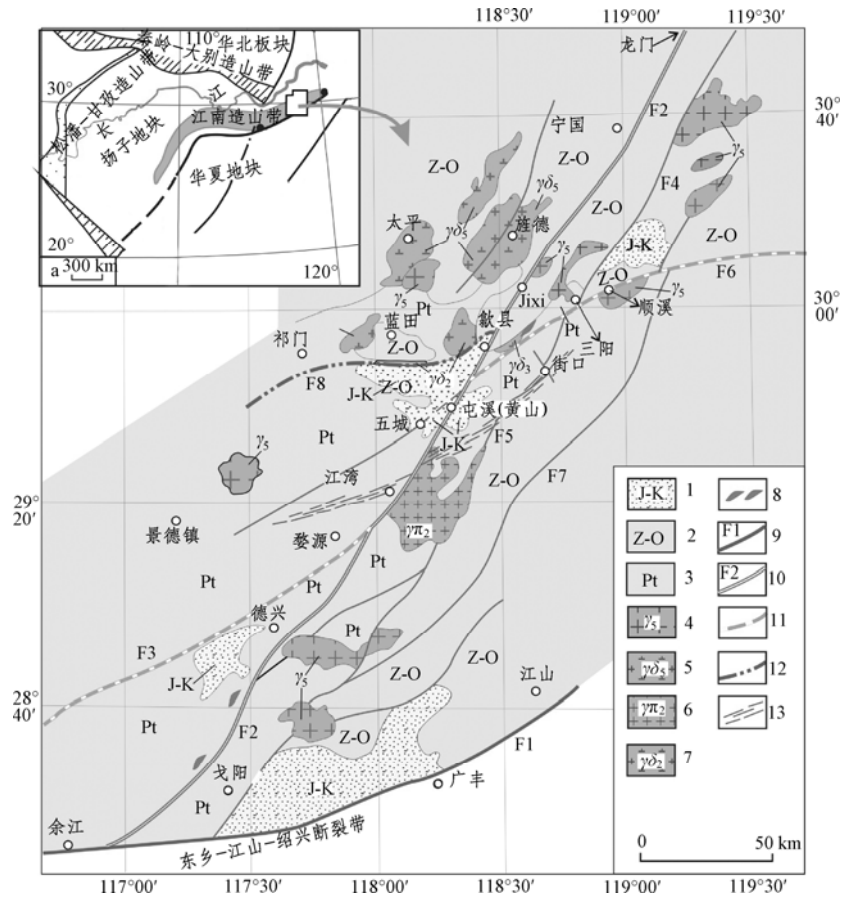 118°30′
119°00′
119°30′
110°
华北板块
秦岭-大别造山带
30°
松潘-甘孜造山带
长
江
江南造山带
扬子地块
华夏地块
20°
a
300 km
120°
龙门
F2
30°
40′
宁国
Z-O
Z-O
γ5
F4
γδ5
Z-O
太平
γδ5
旌德
J-K
Z-O
γ5
F6
γ5
Pt
Jixi
Z-O
γ5
顺溪
30°
00′
蓝田
歙县
Pt
祁门
Z-O
三阳
γδ3
街口
γδ2
Pt
F8
Z-O
J-K
屯溪(黄山)
五城
J-K
F5
Pt
γ5
江湾
Z-O
F7
29°
20′
景德镇
婺源
γπ2
Pt
Pt
Pt
德兴
Pt
F3
J-K
γ5
Z-O
Z-O
江山
28°
40′
Pt
F2
Z-O
F1
弋阳
J-K
广丰
Pt
余江
东乡-江山-绍兴断裂带
J-K 1
8
Z-O 2
F1 9
Pt 3
F2 10
γ5 4
11
γδ5 5
12
γπ2 6
13
γδ2 7
0 50 km
117°00′
117°30′
118°00′
118°30′
119°00′
119°30′